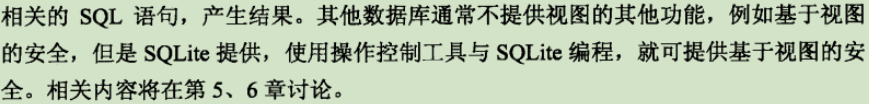 相关的 SQL 语句，产生结果。其他数据库通常不提供视图的其他功能，例如基于视图
的安全，但是 SQLite 提供，使用操作控制工具与 SQLite 编程，就可提供基于视图的安
全。相关内容将在第 5、6 章讨论。